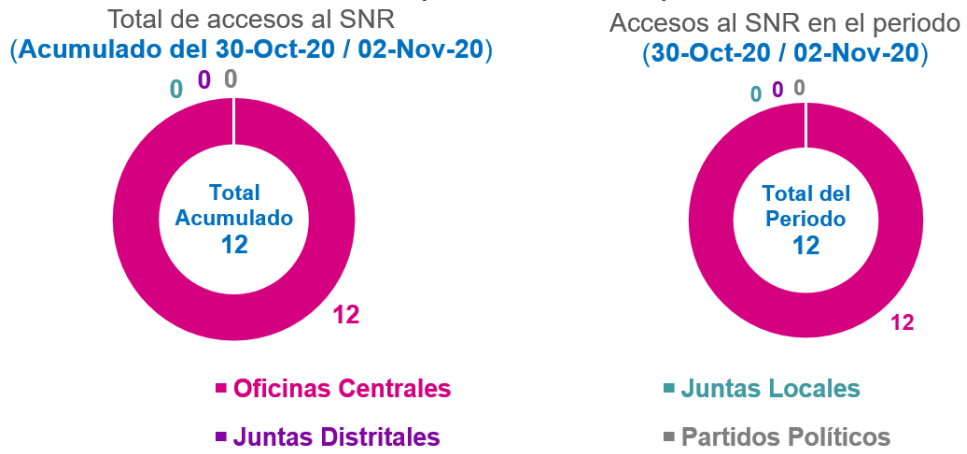 Total de accesos al SNR
(Acumulado del 30-Oct-20 / 02-Nov-20)
0 0 0
Total
Acumulado
12
12
Accesos al SNR en el periodo
(30-Oct-20 / 02-Nov-20)
0 0 0
Total del
Periodo
12
12
Oficinas Centrales
Juntas Locales
Juntas Distritales
Partidos Políticos